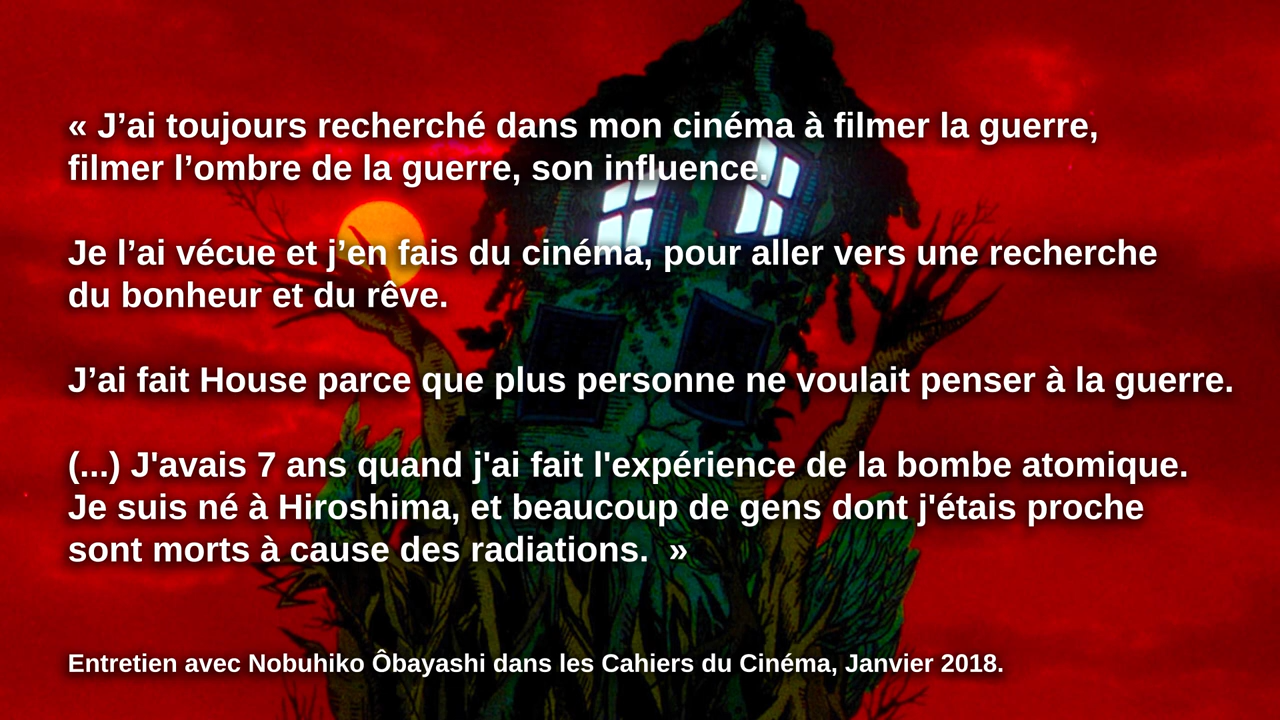 « J’ai toujours recherché dans mon cinéma à filmer la guerre,
filmer l’ombre de la guerre, son influence.
Je l’ai vécue et j’en fais du cinéma, pour aller vers une recherche
du bonheur et du rêve.
J’ai fait House parce que plus personne ne voulait penser à la guerre.
(...) J'avais 7 ans quand j'ai fait l'expérience de la bombe atomique.
Je suis né à Hiroshima, et beaucoup de gens dont j'étais proche
sont morts à cause des radiations.  »
Entretien avec Nobuhiko Ôbayashi dans les Cahiers du Cinéma, Janvier 2018.